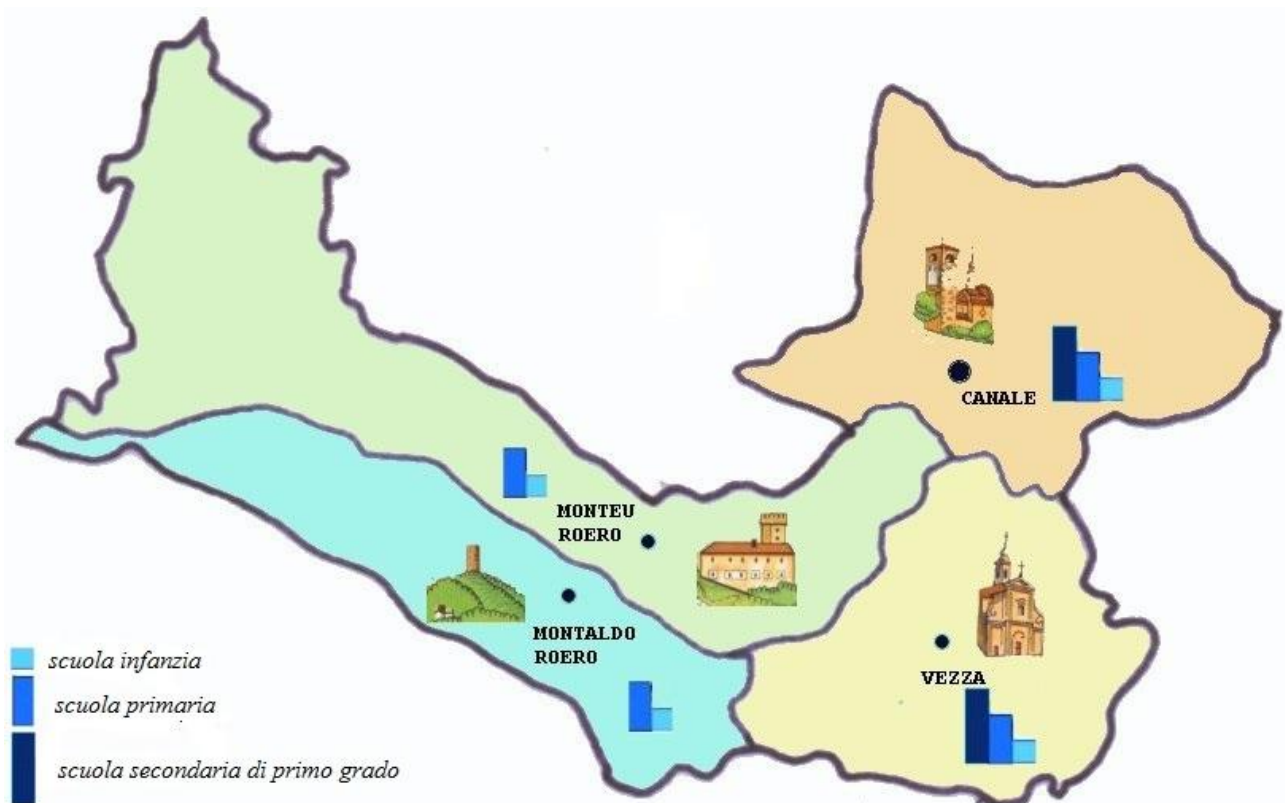 CANALE
MONTEU
ROERO
MONTALDO
ROERO
VEZZA
scuola infanzia
scuola primaria
scuola secondaria di primo grado